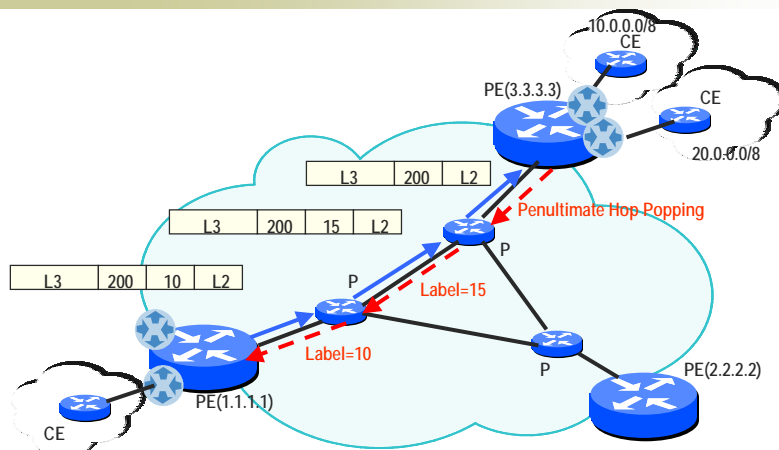 10.0.0.0/8
CE
PE(3.3.3.3)
CE
20.0.0.0/8
L3 200 L2
Penultimate Hop Popping
L3 200 15 L2
P
L3 200 10 L2
P
Label=15
Label=10
P
PE(2.2.2.2)
PE(1.1.1.1)
CE